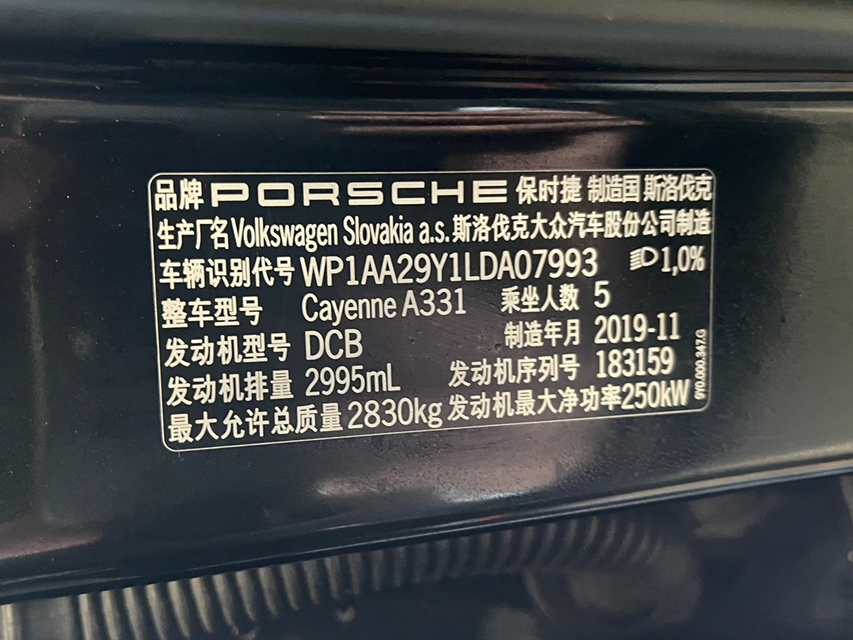 品牌 PORSCHE 保时捷 制造国 斯洛伐克
生产厂名 Volkswagen Slovakia a.s. 斯洛伐克大众汽车股份公司制造
车辆识别代号 WP1AA29Y1LDA07993 1,0%
整车型号 Cayenne A331 乘坐人数 5
发动机型号 DCB 制造年月 2019-11
发动机排量 2995mL 发动机序列号 183159
最大允许总质量 2830kg 发动机最大净功率 250kW
9Y0.000.347.G